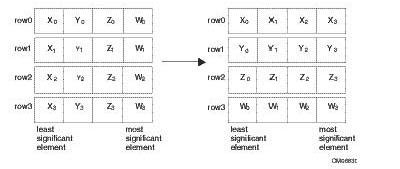 row0 X0 Y0 Z0 W0
row1 X1 Y1 Z1 W1
row2 X2 Y2 Z2 W2
row3 X3 Y3 Z3 W3
least significant element
most significant element
row0 X0 X1 X2 X3
row1 Y0 Y1 Y2 Y3
row2 Z0 Z1 Z2 Z3
row3 W0 W1 W2 W3
least significant element
most significant element